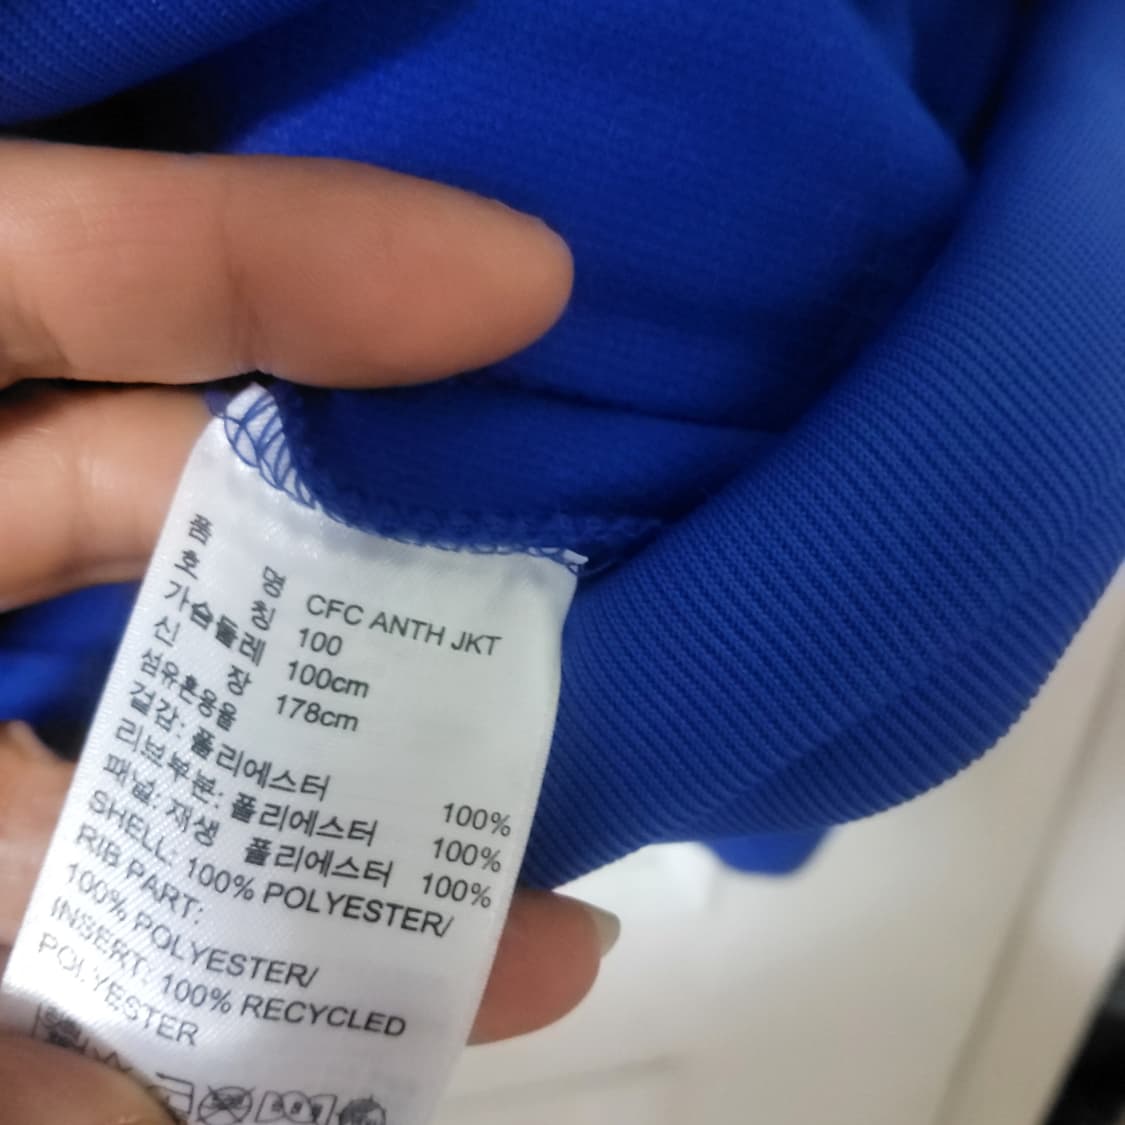 품 명 CFC ANTH JKT
호 칭 100
가슴둘레 100cm
신 장 178cm
섬유혼용율
겉감: 폴리에스터 100%
리브부분: 폴리에스터 100%
패널: 재생 폴리에스터 100%
SHELL: 100% POLYESTER/
RIB PART:
100% POLYESTER/
INSERT: 100% RECYCLED
POLYESTER